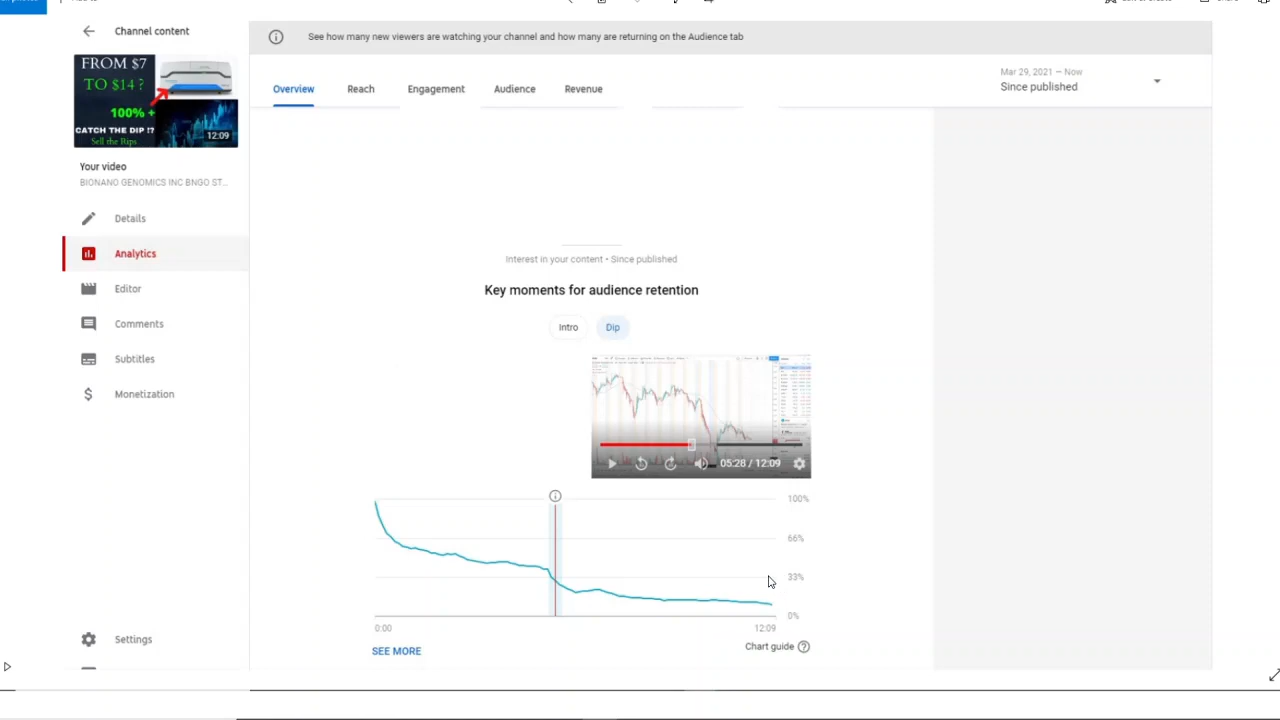 Channel content
See how many new viewers are watching your channel and how many are returning on the Audience tab
FROM $7
TO $14 ?
100% +
CATCH THE DIP !?
Sell the Rips
12:09
Overview
Reach
Engagement
Audience
Revenue
Mar 29, 2021 – Now
Since published
Your video
BIONANO GENOMICS INC BNGO ST...
Details
Analytics
Editor
Comments
Subtitles
Monetization
Settings
Interest in your content • Since published
Key moments for audience retention
Intro
Dip
05:28 / 12:09
100%
66%
33%
0%
0:00
12:09
SEE MORE
Chart guide